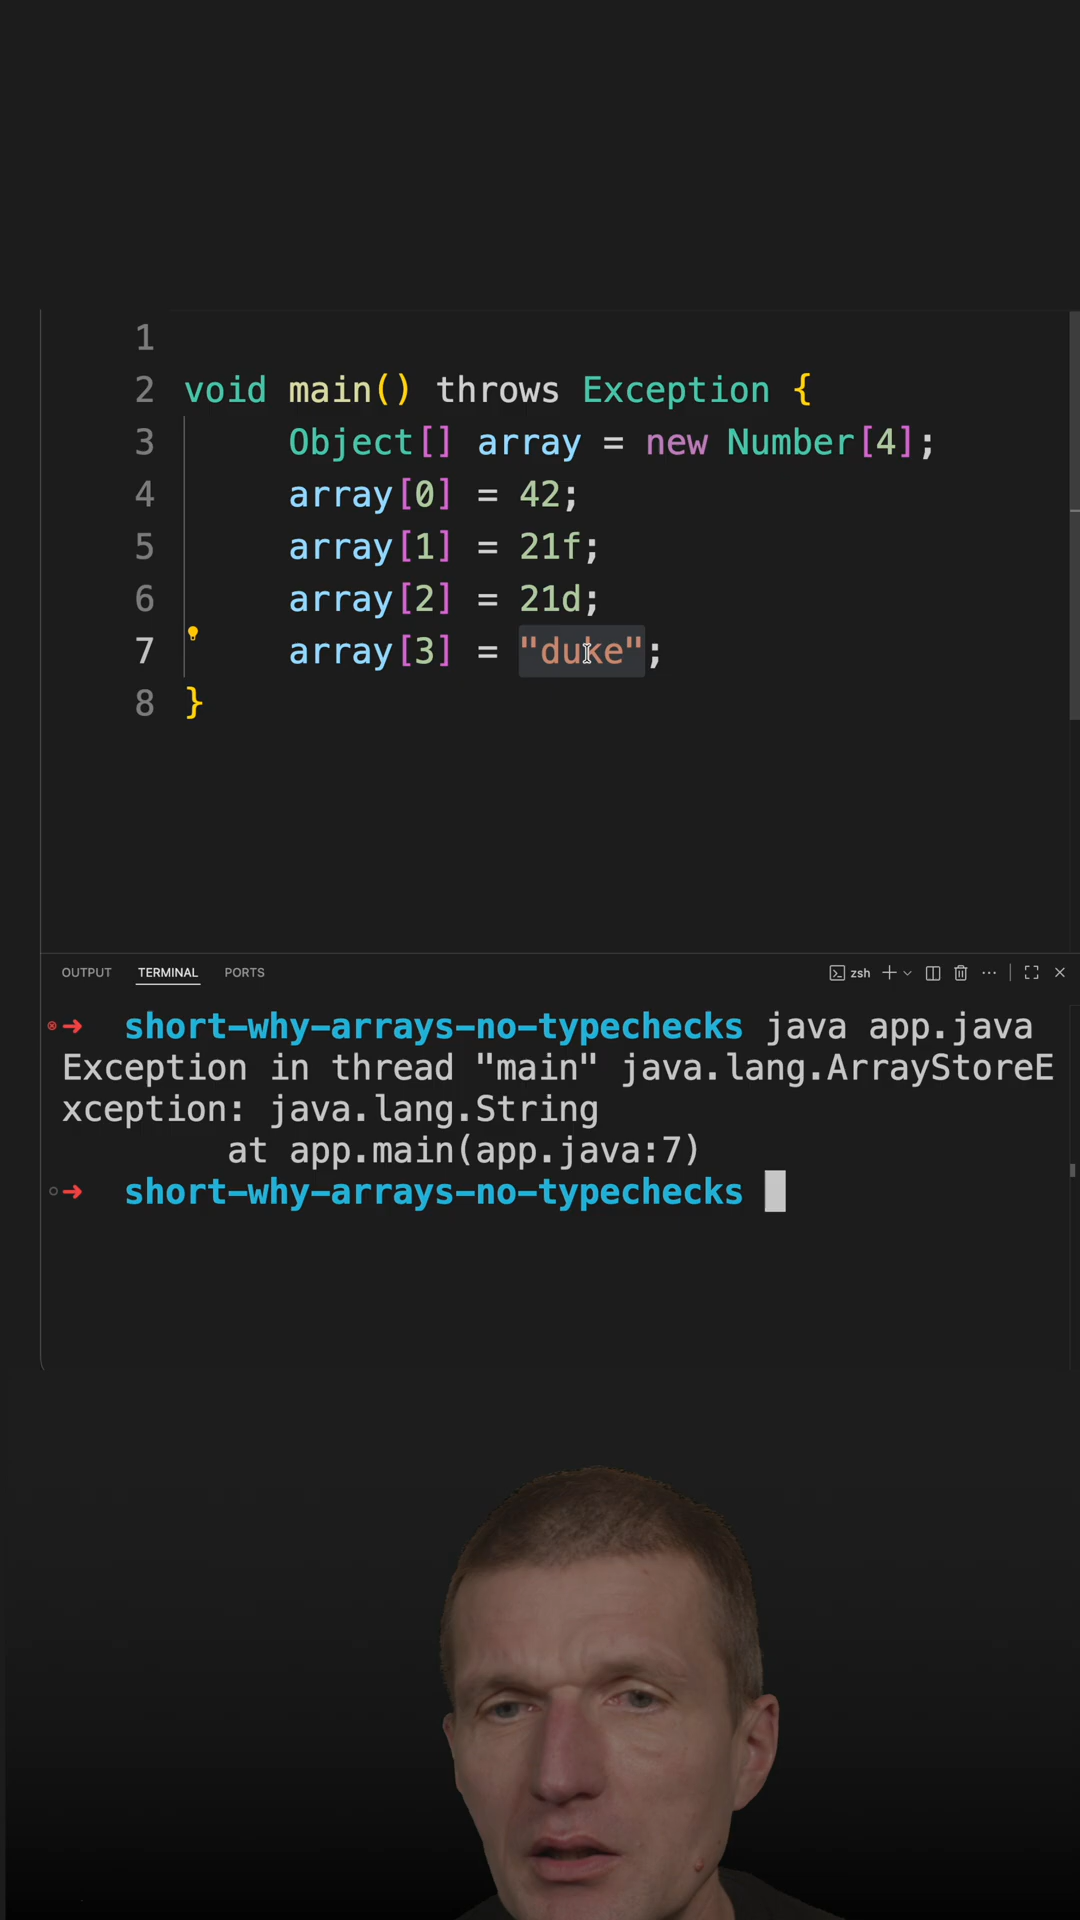 1
2 void main() throws Exception {
3 Object[] array = new Number[4];
4 array[0] = 42;
5 array[1] = 21f;
6 array[2] = 21d;
7 array[3] = "duke";
8 }
OUTPUT TERMINAL PORTS zsh
short-why-arrays-no-typechecks java app.java
Exception in thread "main" java.lang.ArrayStoreE
xception: java.lang.String
at app.main(app.java:7)
short-why-arrays-no-typechecks